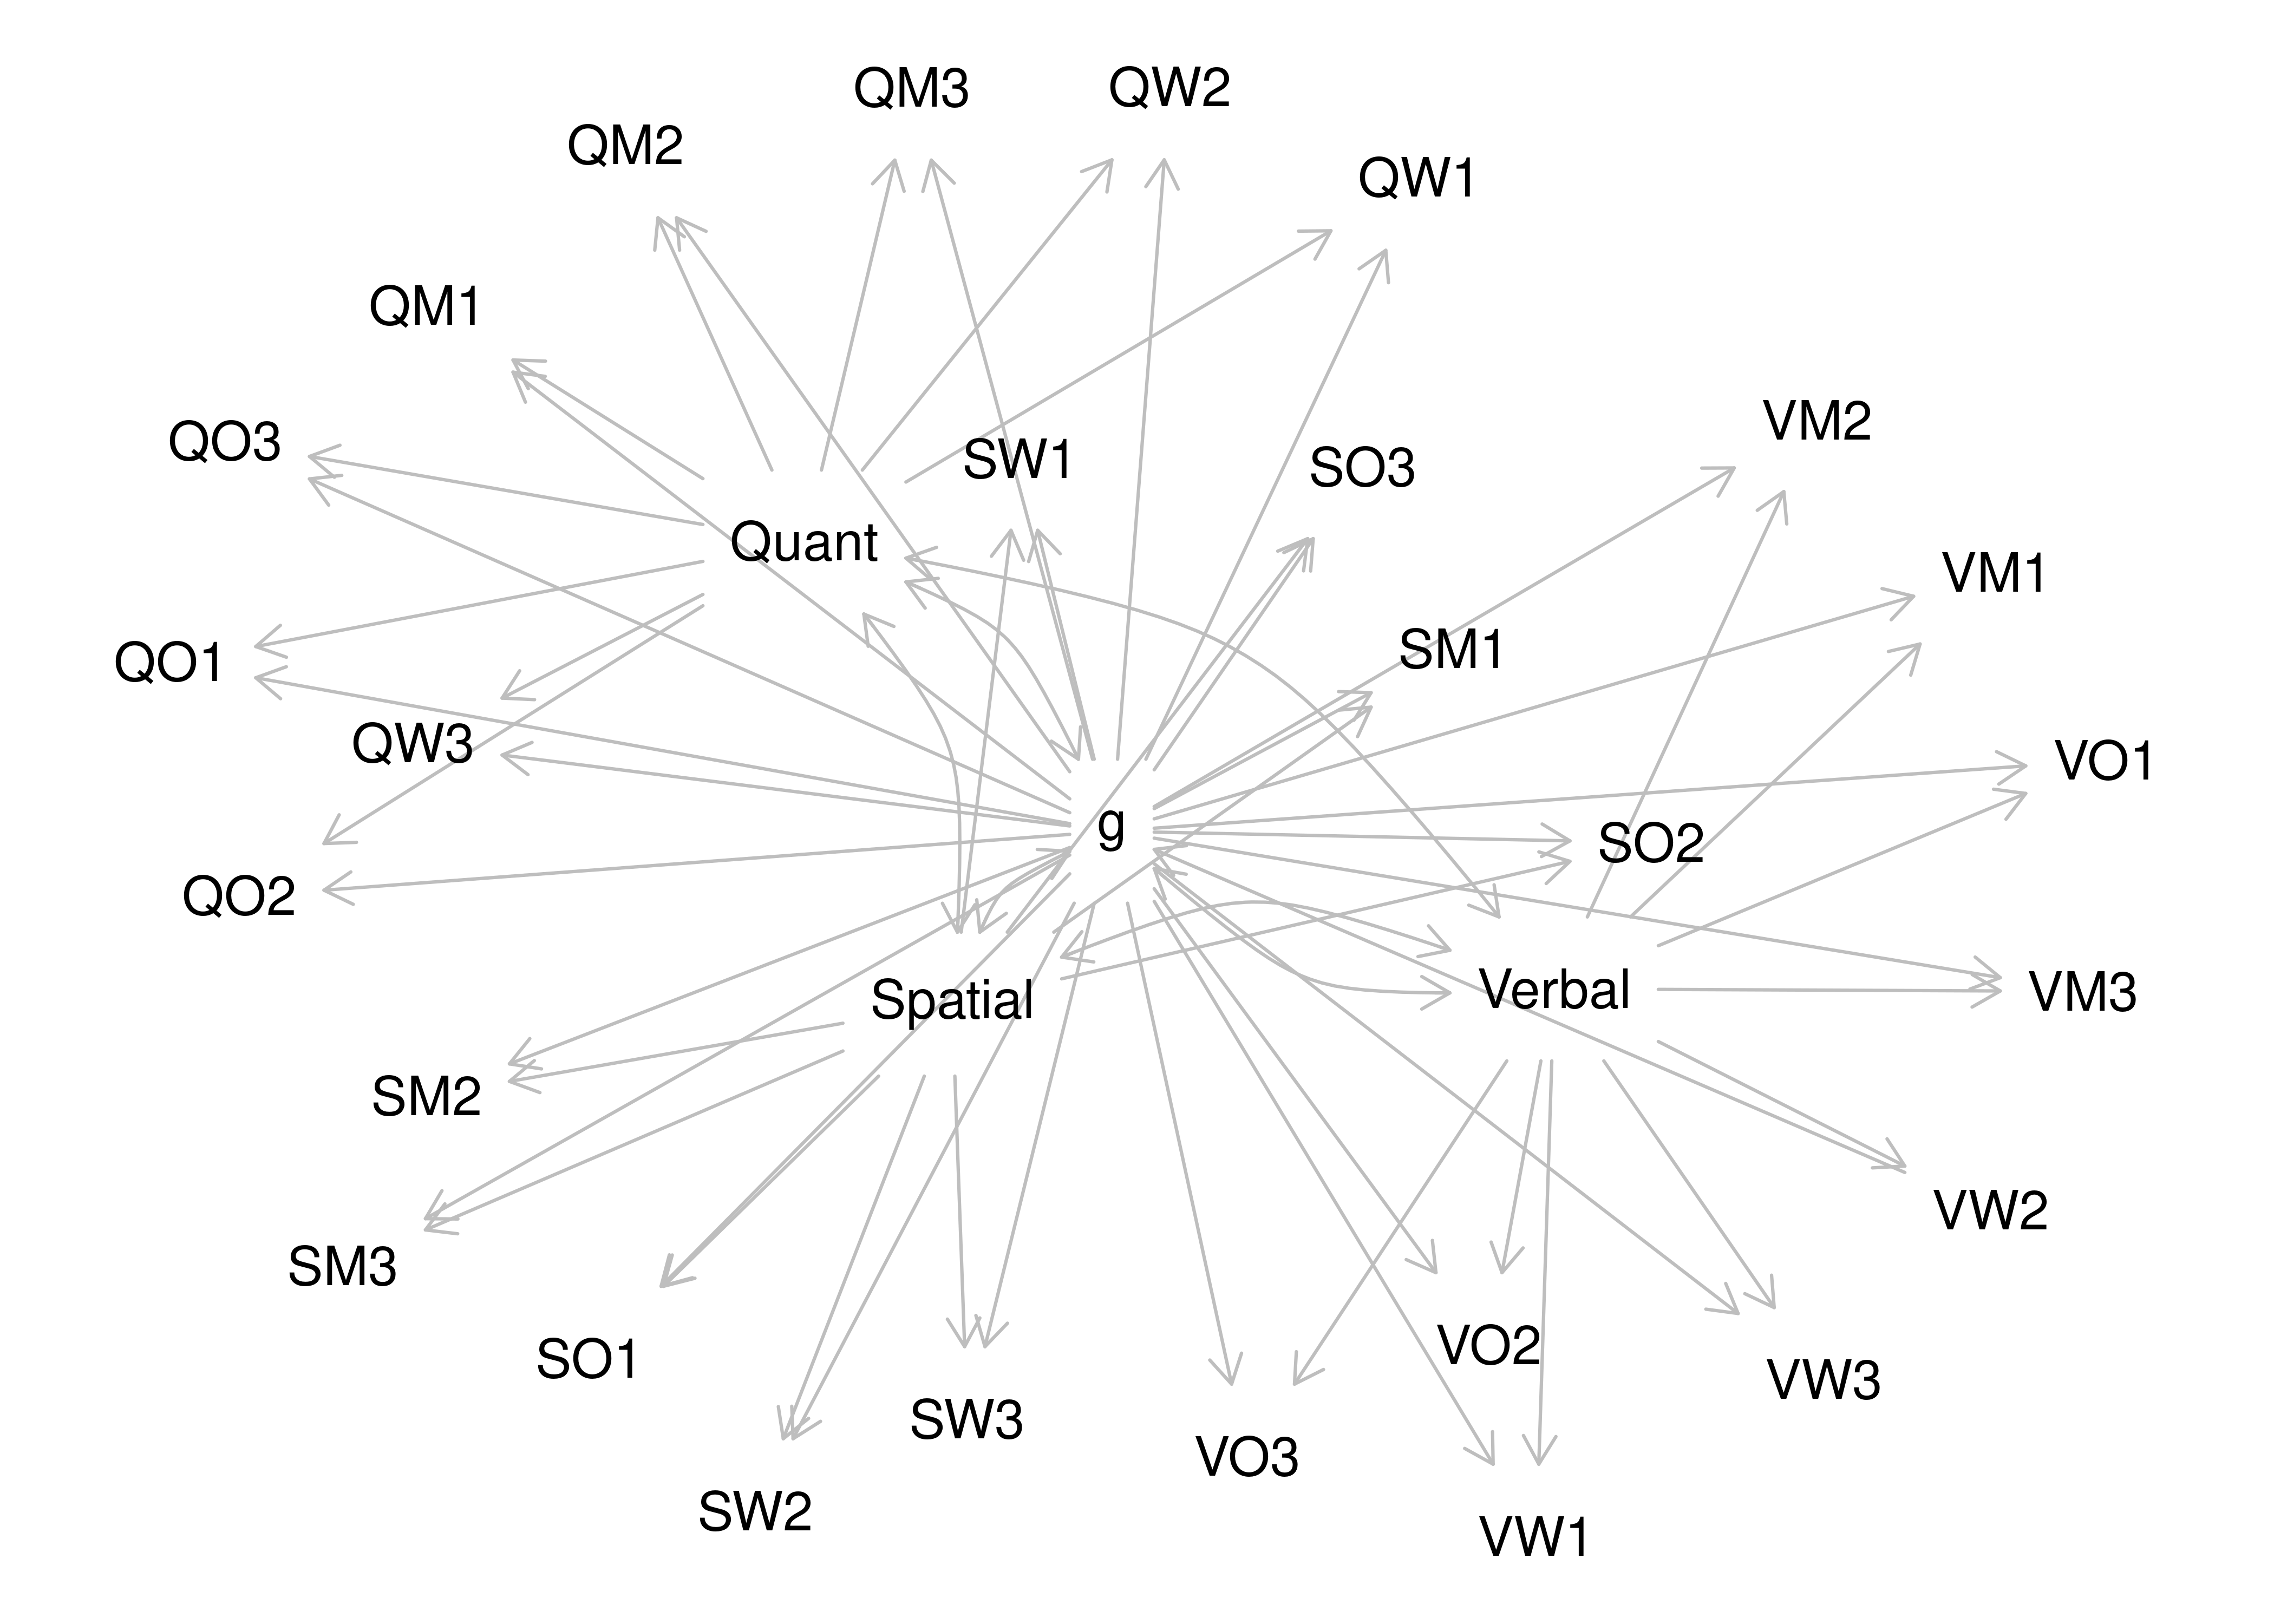 QM3
QW2
QM2
QW1
QM1
VM2
QO3
SW1
SO3
Quant
VM1
SM1
QO1
QW3
VO1
g
SO2
QO2
Spatial
Verbal
VM3
SM2
VW2
SM3
VO2
SO1
VW3
SW3
VO3
SW2
VW1